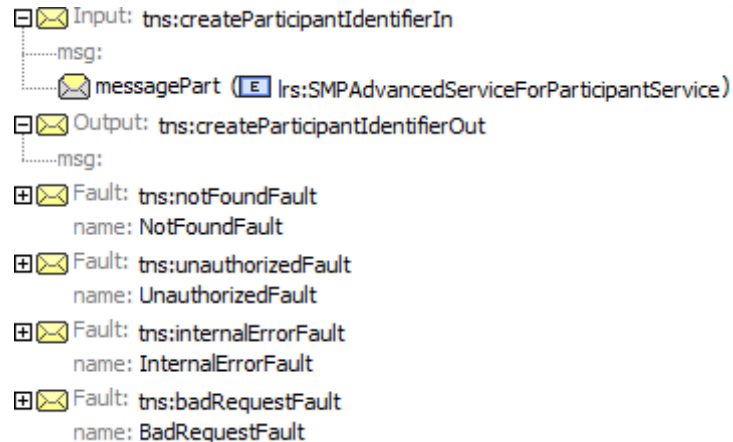 Input: tns:createParticipantIdentifierIn
msg:
messagePart (E lrs:SMPAdvancedServiceForParticipantService)
Output: tns:createParticipantIdentifierOut
msg:
Fault: tns:notFoundFault
name: NotFoundFault
Fault: tns:unauthorizedFault
name: UnauthorizedFault
Fault: tns:internalErrorFault
name: InternalErrorFault
Fault: tns:badRequestFault
name: BadRequestFault